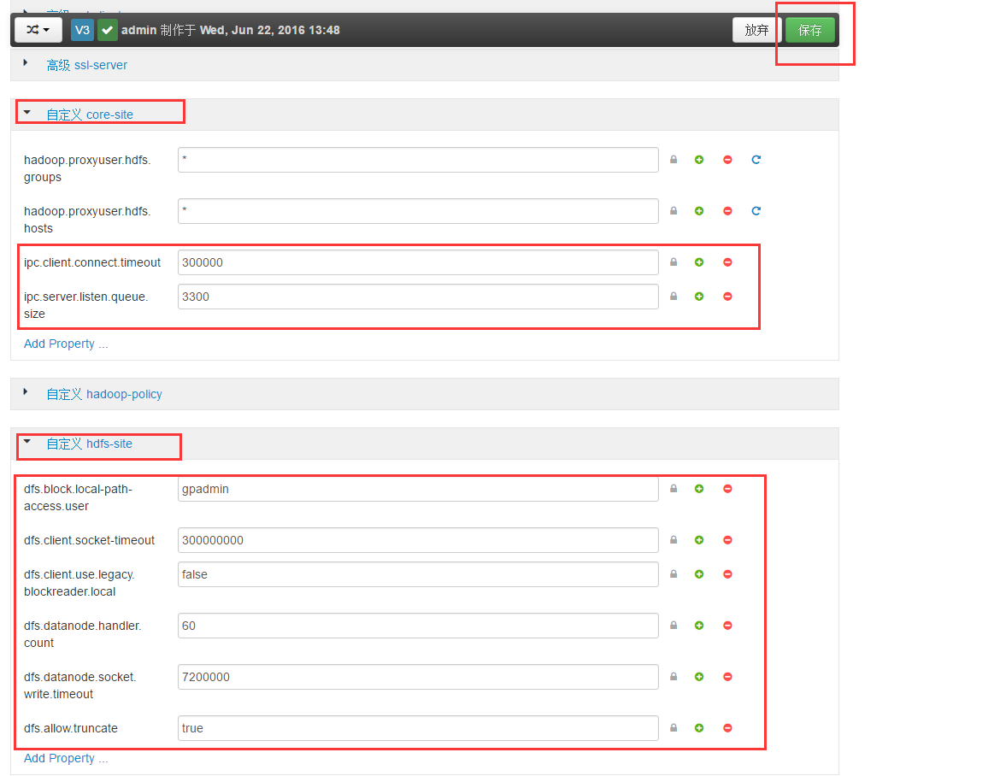 V3 admin 制作于 Wed, Jun 22, 2016 13:48 放弃 保存
高级 ssl-server
自定义 core-site
hadoop.proxyuser.hdfs. *
groups
hadoop.proxyuser.hdfs. *
hosts
ipc.client.connect.timeout 300000
ipc.server.listen.queue. 3300
size
Add Property ...
自定义 hadoop-policy
自定义 hdfs-site
dfs.block.local-path- gpadmin
access.user
dfs.client.socket-timeout 300000000
dfs.client.use.legacy. false
blockreader.local
dfs.datanode.handler. 60
count
dfs.datanode.socket. 7200000
write.timeout
dfs.allow.truncate true
Add Property ...